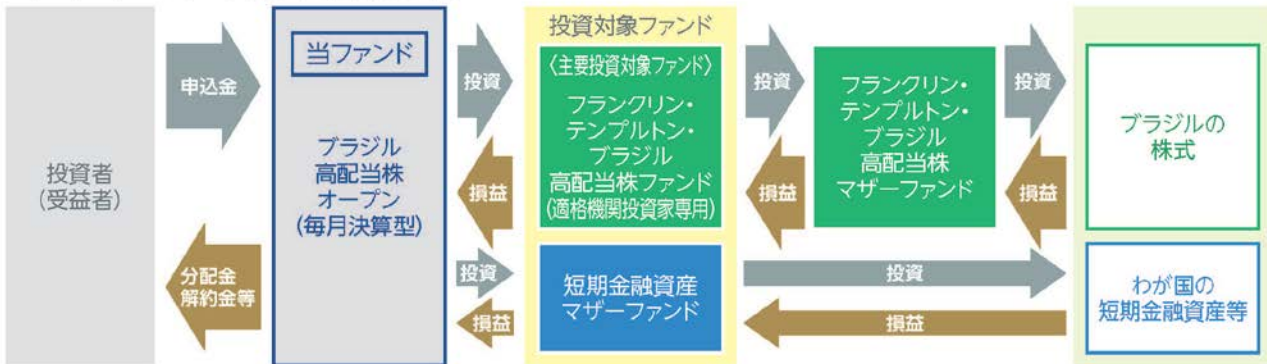 投資者
(受益者)
申込金
分配金
解約金等
当ファンド
ブラジル
高配当株
オープン
(毎月決算型)
投資
損益
投資
損益
投資対象ファンド
〈主要投資対象ファンド〉
フランクリン・
テンプルトン・
ブラジル
高配当株ファンド
(適格機関投資家専用)
短期金融資産
マザーファンド
投資
損益
フランクリン・
テンプルトン・
ブラジル
高配当株
マザーファンド
投資
損益
投資
損益
ブラジルの
株式
わが国の
短期金融資産等